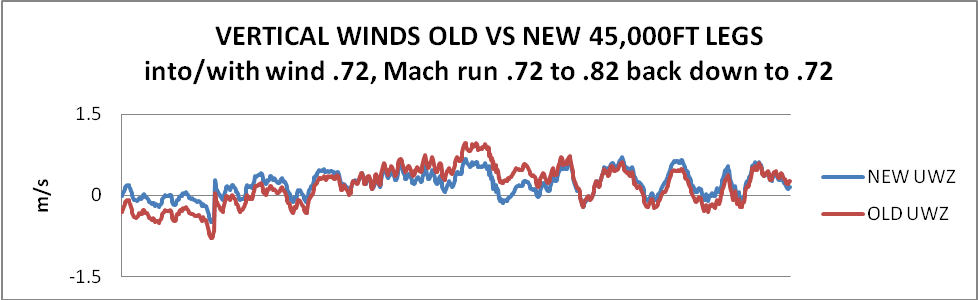 VERTICAL WINDS OLD VS NEW 45,000FT LEGS
into/with wind .72, Mach run .72 to .82 back down to .72
1.5
m/s
0
-1.5
NEW UWZ
OLD UWZ